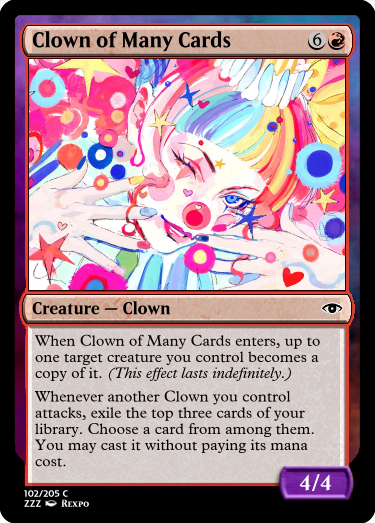 Clown of Many Cards 6
Creature — Clown
When Clown of Many Cards enters, up to
one target creature you control becomes a
copy of it. (This effect lasts indefinitely.)
Whenever another Clown you control
attacks, exile the top three cards of your
library. Choose a card from among them.
You may cast it without paying its mana
cost.
4/4
102/205 C
ZZZ Rexpo